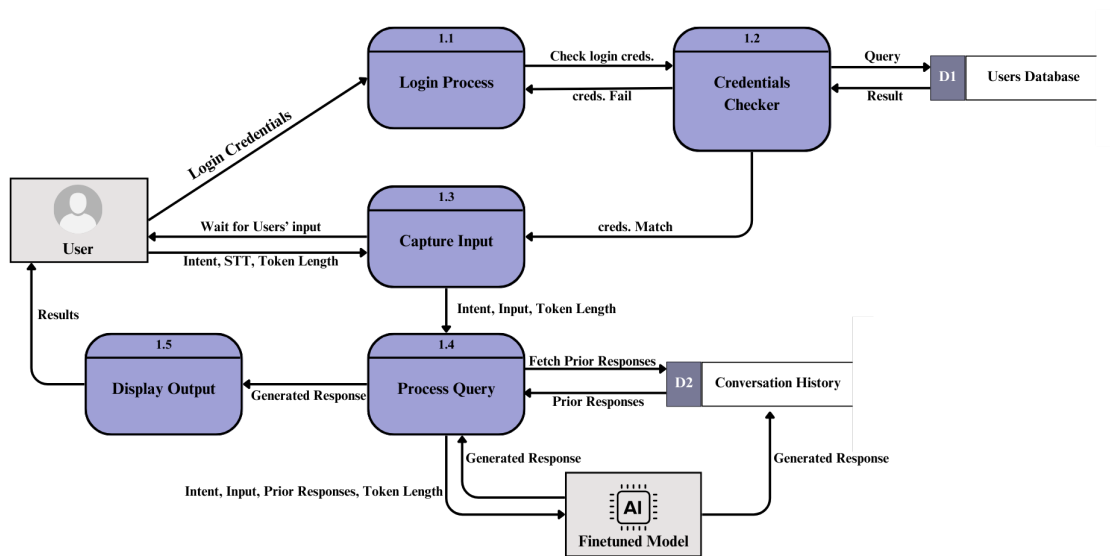 1.1
Login Process
Check login creds.
creds. Fail
1.2
Credentials
Checker
Query
Result
D1
Users Database
Login Credentials
User
Wait for Users' input
Intent, STT, Token Length
1.3
Capture Input
creds. Match
Intent, Input, Token Length
Results
1.5
Display Output
Generated Response
1.4
Process Query
Fetch Prior Responses
Prior Responses
D2
Conversation History
Generated Response
Generated Response
Intent, Input, Prior Responses, Token Length
AI
Finetuned Model